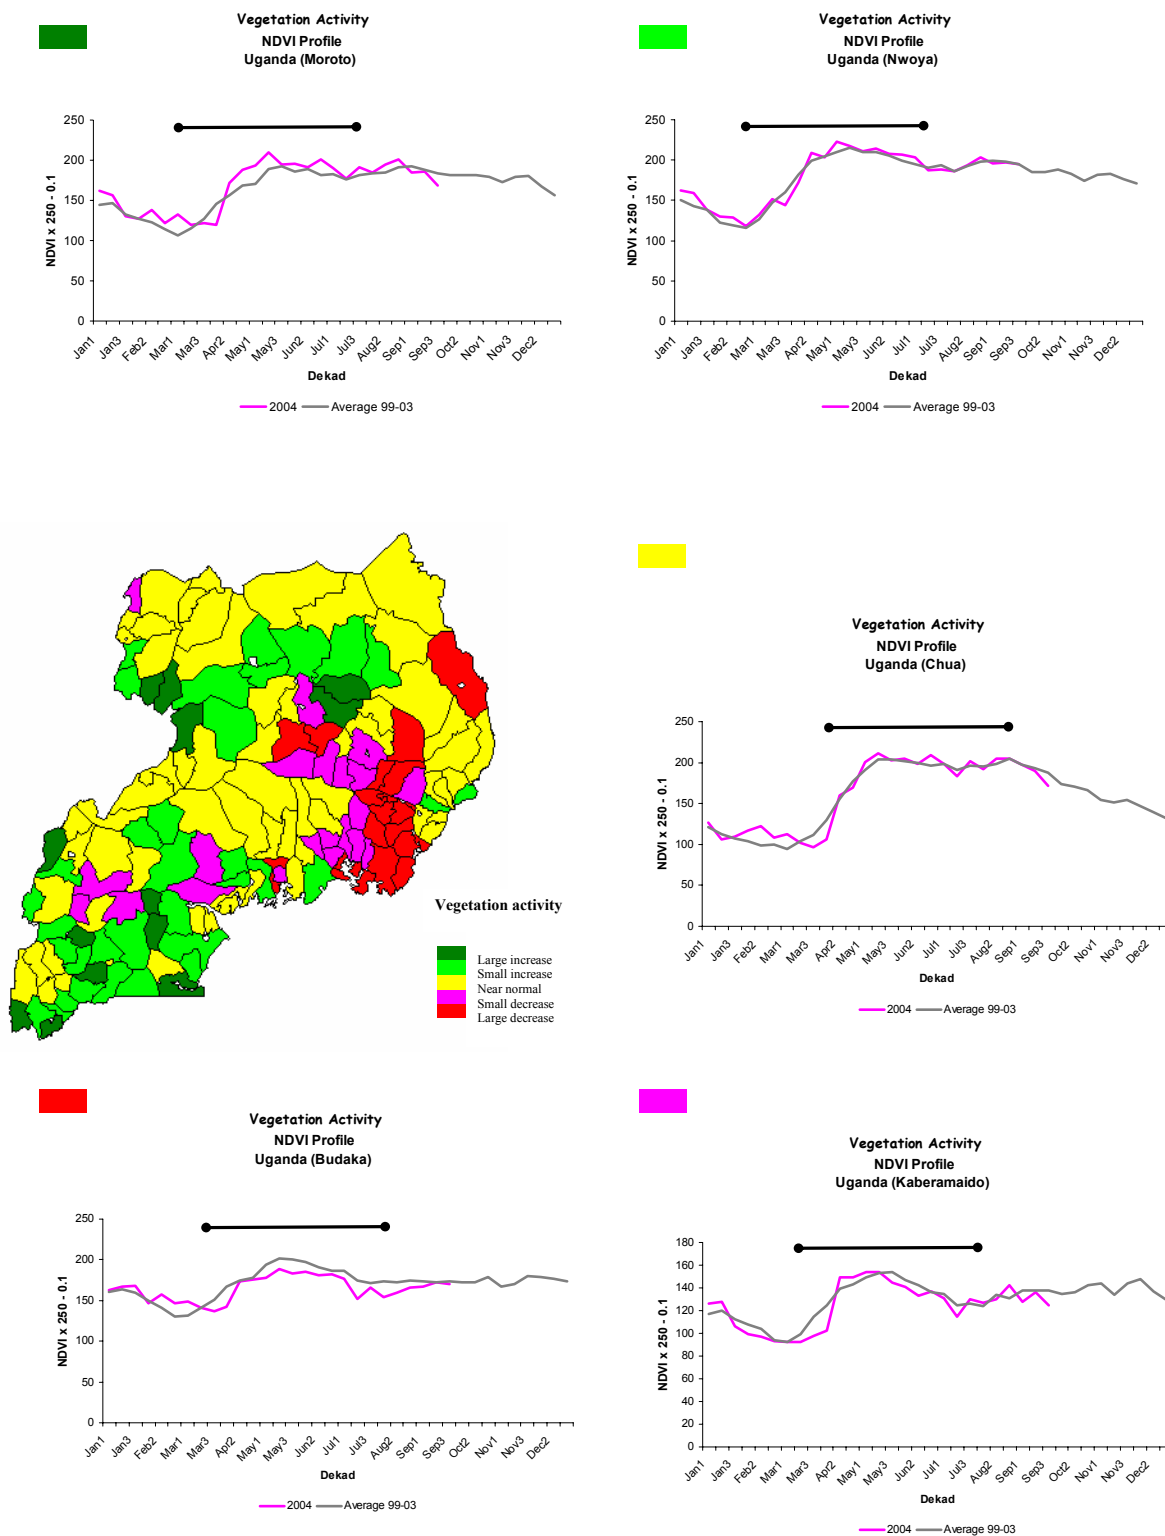 Vegetation Activity
NDVI Profile
Uganda (Moroto)
250
200
150
100
50
0
NDVI x 250 - 0.1
Jan1 Jan3 Feb2 Mar1 Mar3 Apr2 May1 May3 Jun2 Jul1 Jul3 Aug2 Sep1 Sep3 Oct2 Nov1 Nov3 Dec2
Dekad
2004 Average 99-03
Vegetation Activity
NDVI Profile
Uganda (Nwoya)
250
200
150
100
50
0
NDVI x 250 - 0.1
Jan1 Jan3 Feb2 Mar1 Mar3 Apr2 May1 May3 Jun2 Jul1 Jul3 Aug2 Sep1 Sep3 Oct2 Nov1 Nov3 Dec2
Dekad
2004 Average 99-03
Vegetation activity
Large increase
Small increase
Near normal
Small decrease
Large decrease
Vegetation Activity
NDVI Profile
Uganda (Chua)
250
200
150
100
50
0
NDVI x 250 - 0.1
Jan1 Jan3 Feb2 Mar1 Mar3 Apr2 May1 May3 Jun2 Jul1 Jul3 Aug2 Sep1 Sep3 Oct2 Nov1 Nov3 Dec2
Dekad
2004 Average 99-03
Vegetation Activity
NDVI Profile
Uganda (Budaka)
250
200
150
100
50
0
NDVI x 250 - 0.1
Jan1 Jan3 Feb2 Mar1 Mar3 Apr2 May1 May3 Jun2 Jul1 Jul3 Aug2 Sep1 Sep3 Oct2 Nov1 Nov3 Dec2
Dekad
2004 Average 99-03
Vegetation Activity
NDVI Profile
Uganda (Kaberamaido)
180
160
140
120
100
80
60
40
20
0
NDVI x 250 - 0.1
Jan1 Jan3 Feb2 Mar1 Mar3 Apr2 May1 May3 Jun2 Jul1 Jul3 Aug2 Sep1 Sep3 Oct2 Nov1 Nov3 Dec2
Dekad
2004 Average 99-03